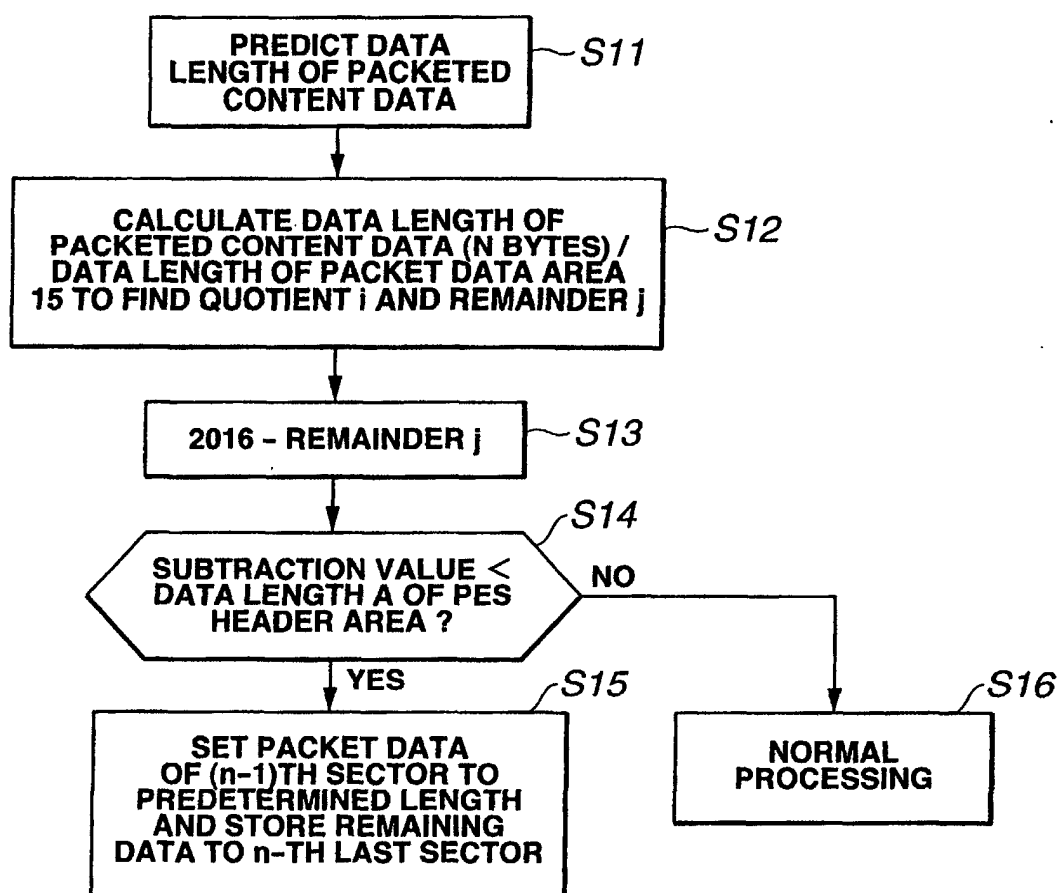 PREDICT DATA
LENGTH OF PACKETED
CONTENT DATA
S11
CALCULATE DATA LENGTH OF
PACKETED CONTENT DATA (N BYTES) /
DATA LENGTH OF PACKET DATA AREA
15 TO FIND QUOTIENT i AND REMAINDER j
S12
2016 – REMAINDER j
S13
SUBTRACTION VALUE <
DATA LENGTH A OF PES
HEADER AREA ?
S14
NO
YES
SET PACKET DATA
OF (n-1)TH SECTOR TO
PREDETERMINED LENGTH
AND STORE REMAINING
DATA TO n-TH LAST SECTOR
S15
NORMAL
PROCESSING
S16